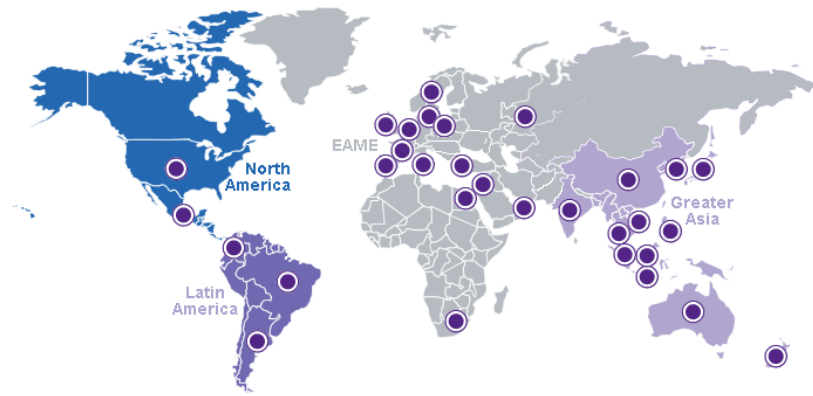 EAME
North
America
Greater
Asia
Latin
America